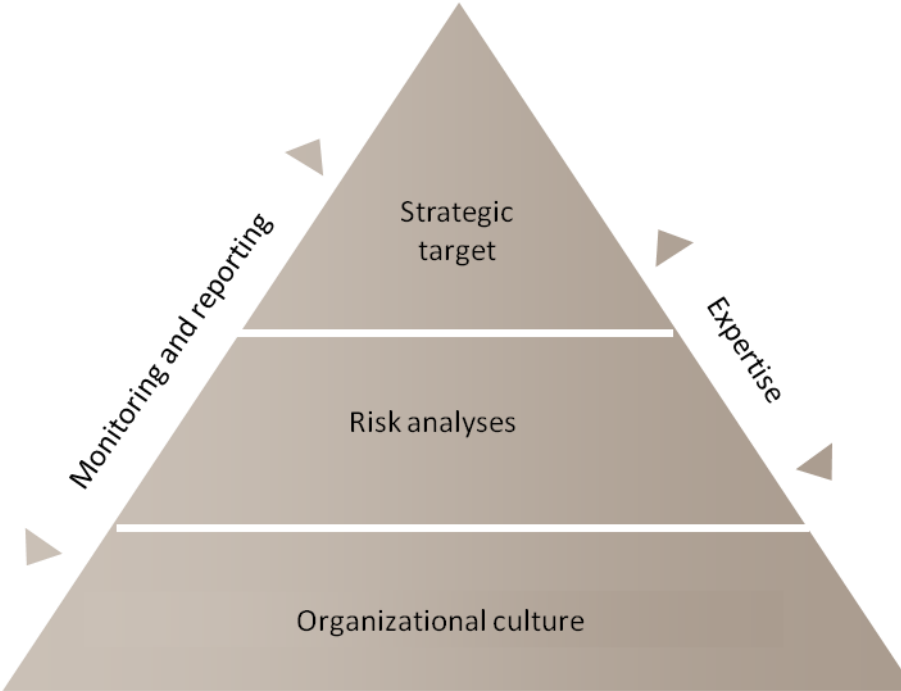 Strategic
target
Monitoring and reporting
Expertise
Risk analyses
Organizational culture